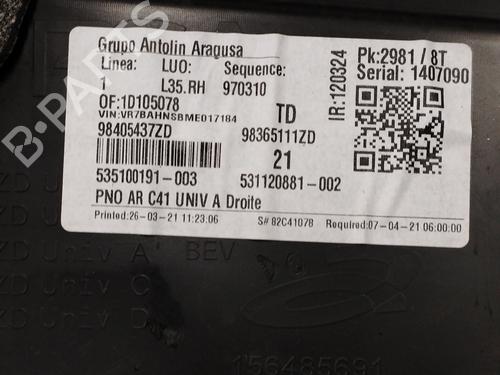 Grupo Antolin Aragusa
Linea: LUO: Sequence:
1 L35.RH 970310
OF:1D105078 TD
VIN:VR7BAHNSBME017184
98405437ZD 98365111ZD
21
535100191-003 531120881-002
PNO AR C41 UNIV A Droite
Printed:26-03-21 11:23:06 S# 82C41078 Required:07-04-21 06:00:00
IR:120324
Pk:2981 / 8T
Serial: 1407090
ZD Univ A BEV
ZD Univ C
ZD Univ D
156485691
B-Parts